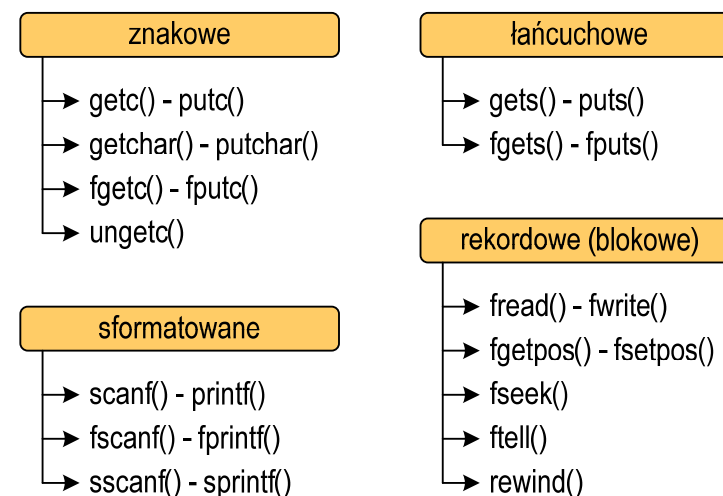 znakowe
getc() - putc()
getchar() - putchar()
fgetc() - fputc()
ungetc()
sformatowane
scanf() - printf()
fscanf() - fprintf()
sscanf() - sprintf()
łańcuchowe
gets() - puts()
fgets() - fputs()
rekordowe (blokowe)
fread() - fwrite()
fgetpos() - fsetpos()
fseek()
ftell()
rewind()